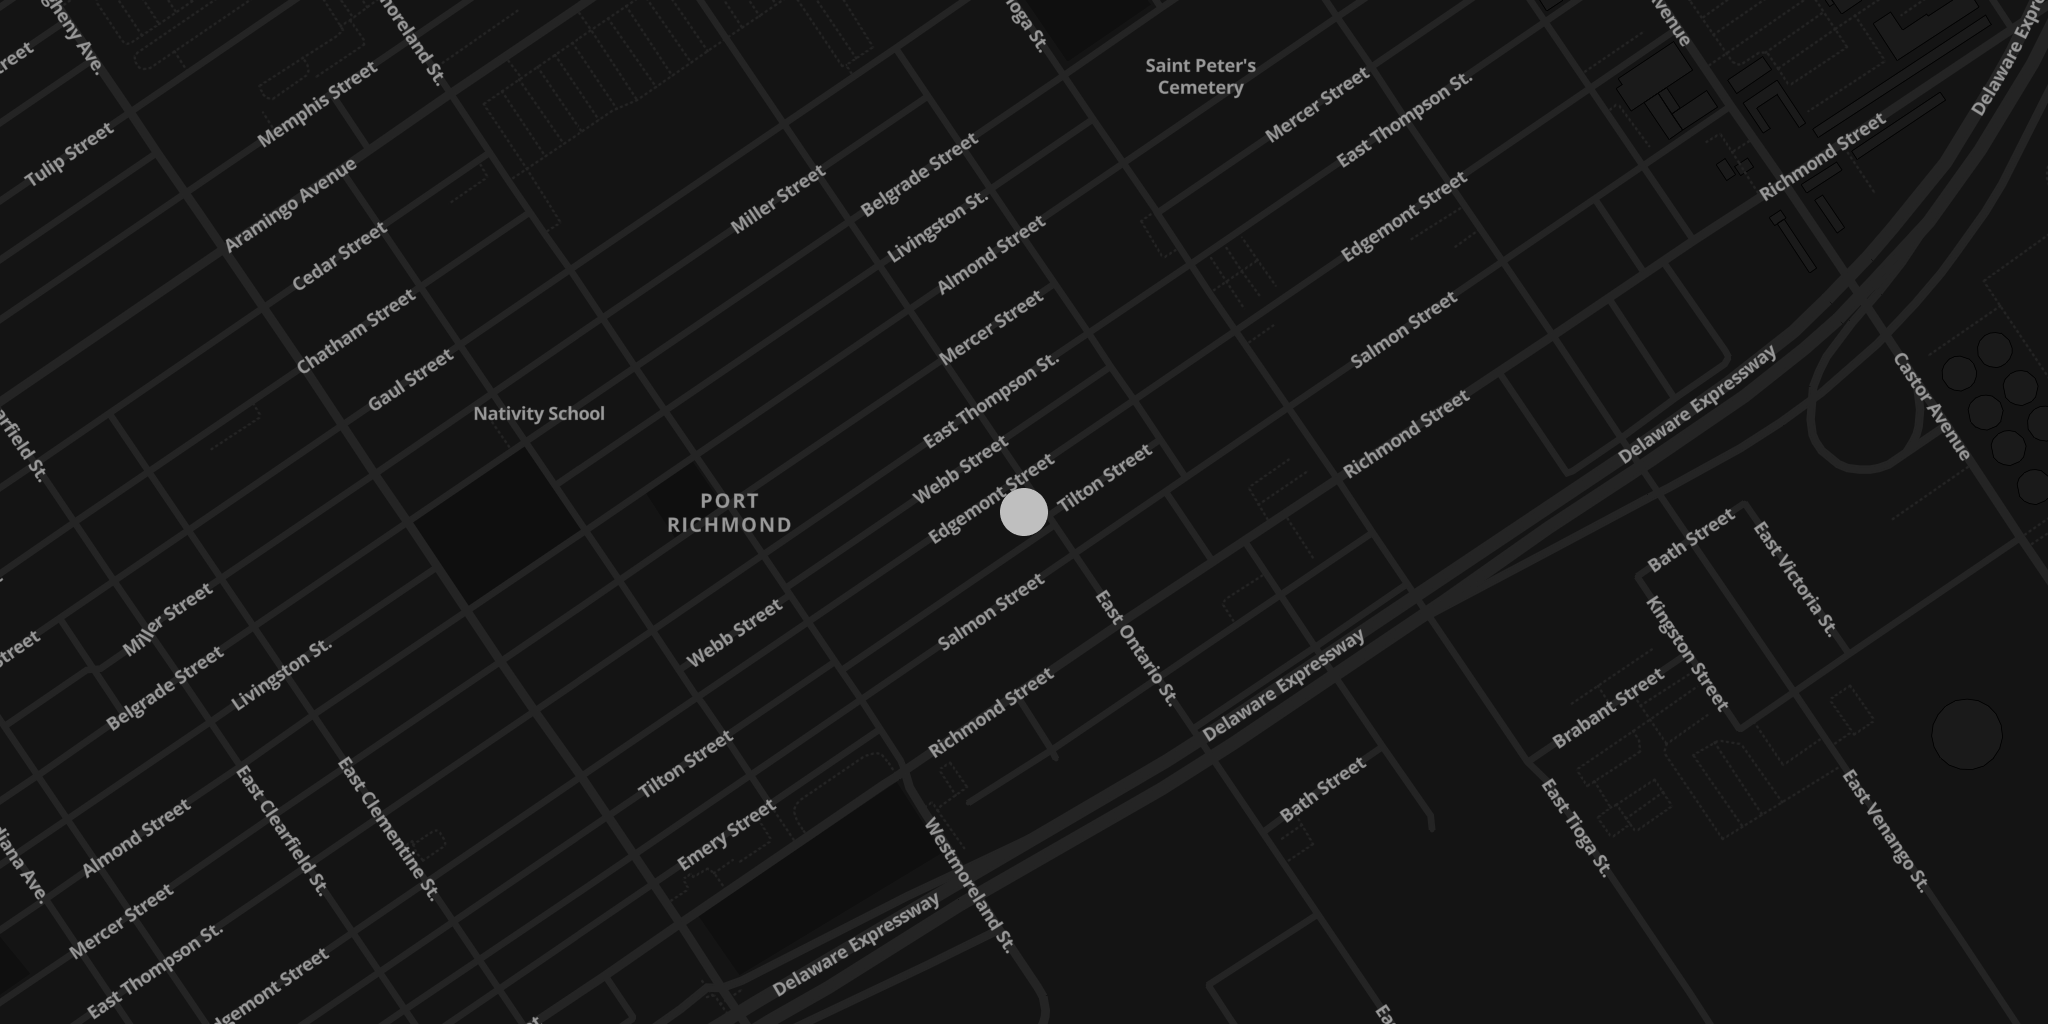 Memphis Street
Tulip Street
Saint Peter's
Cemetery
Mercer Street
East Thompson St.
Richmond Street
Aramingo Avenue
Belgrade Street
Miller Street
Edgemont Street
Livingston St.
Almond Street
Cedar Street
Chatham Street
Mercer Street
Salmon Street
Gaul Street
Nativity School
East Thompson St.
Delaware Expressway
Castor Avenue
Richmond Street
Webb Street
Edgemont Street
Tilton Street
PORT
RICHMOND
Bath Street
East Victoria St.
Miller Street
Salmon Street
Webb Street
East Ontario St.
Kingston Street
Belgrade Street
Livingston St.
Delaware Expressway
Richmond Street
Brabant Street
Tilton Street
Bath Street
East Clearfield St.
East Clementine St.
Almond Street
Emery Street
Westmoreland St.
East Tioga St.
East Venango St.
Mercer Street
East Thompson St.
Delaware Expressway